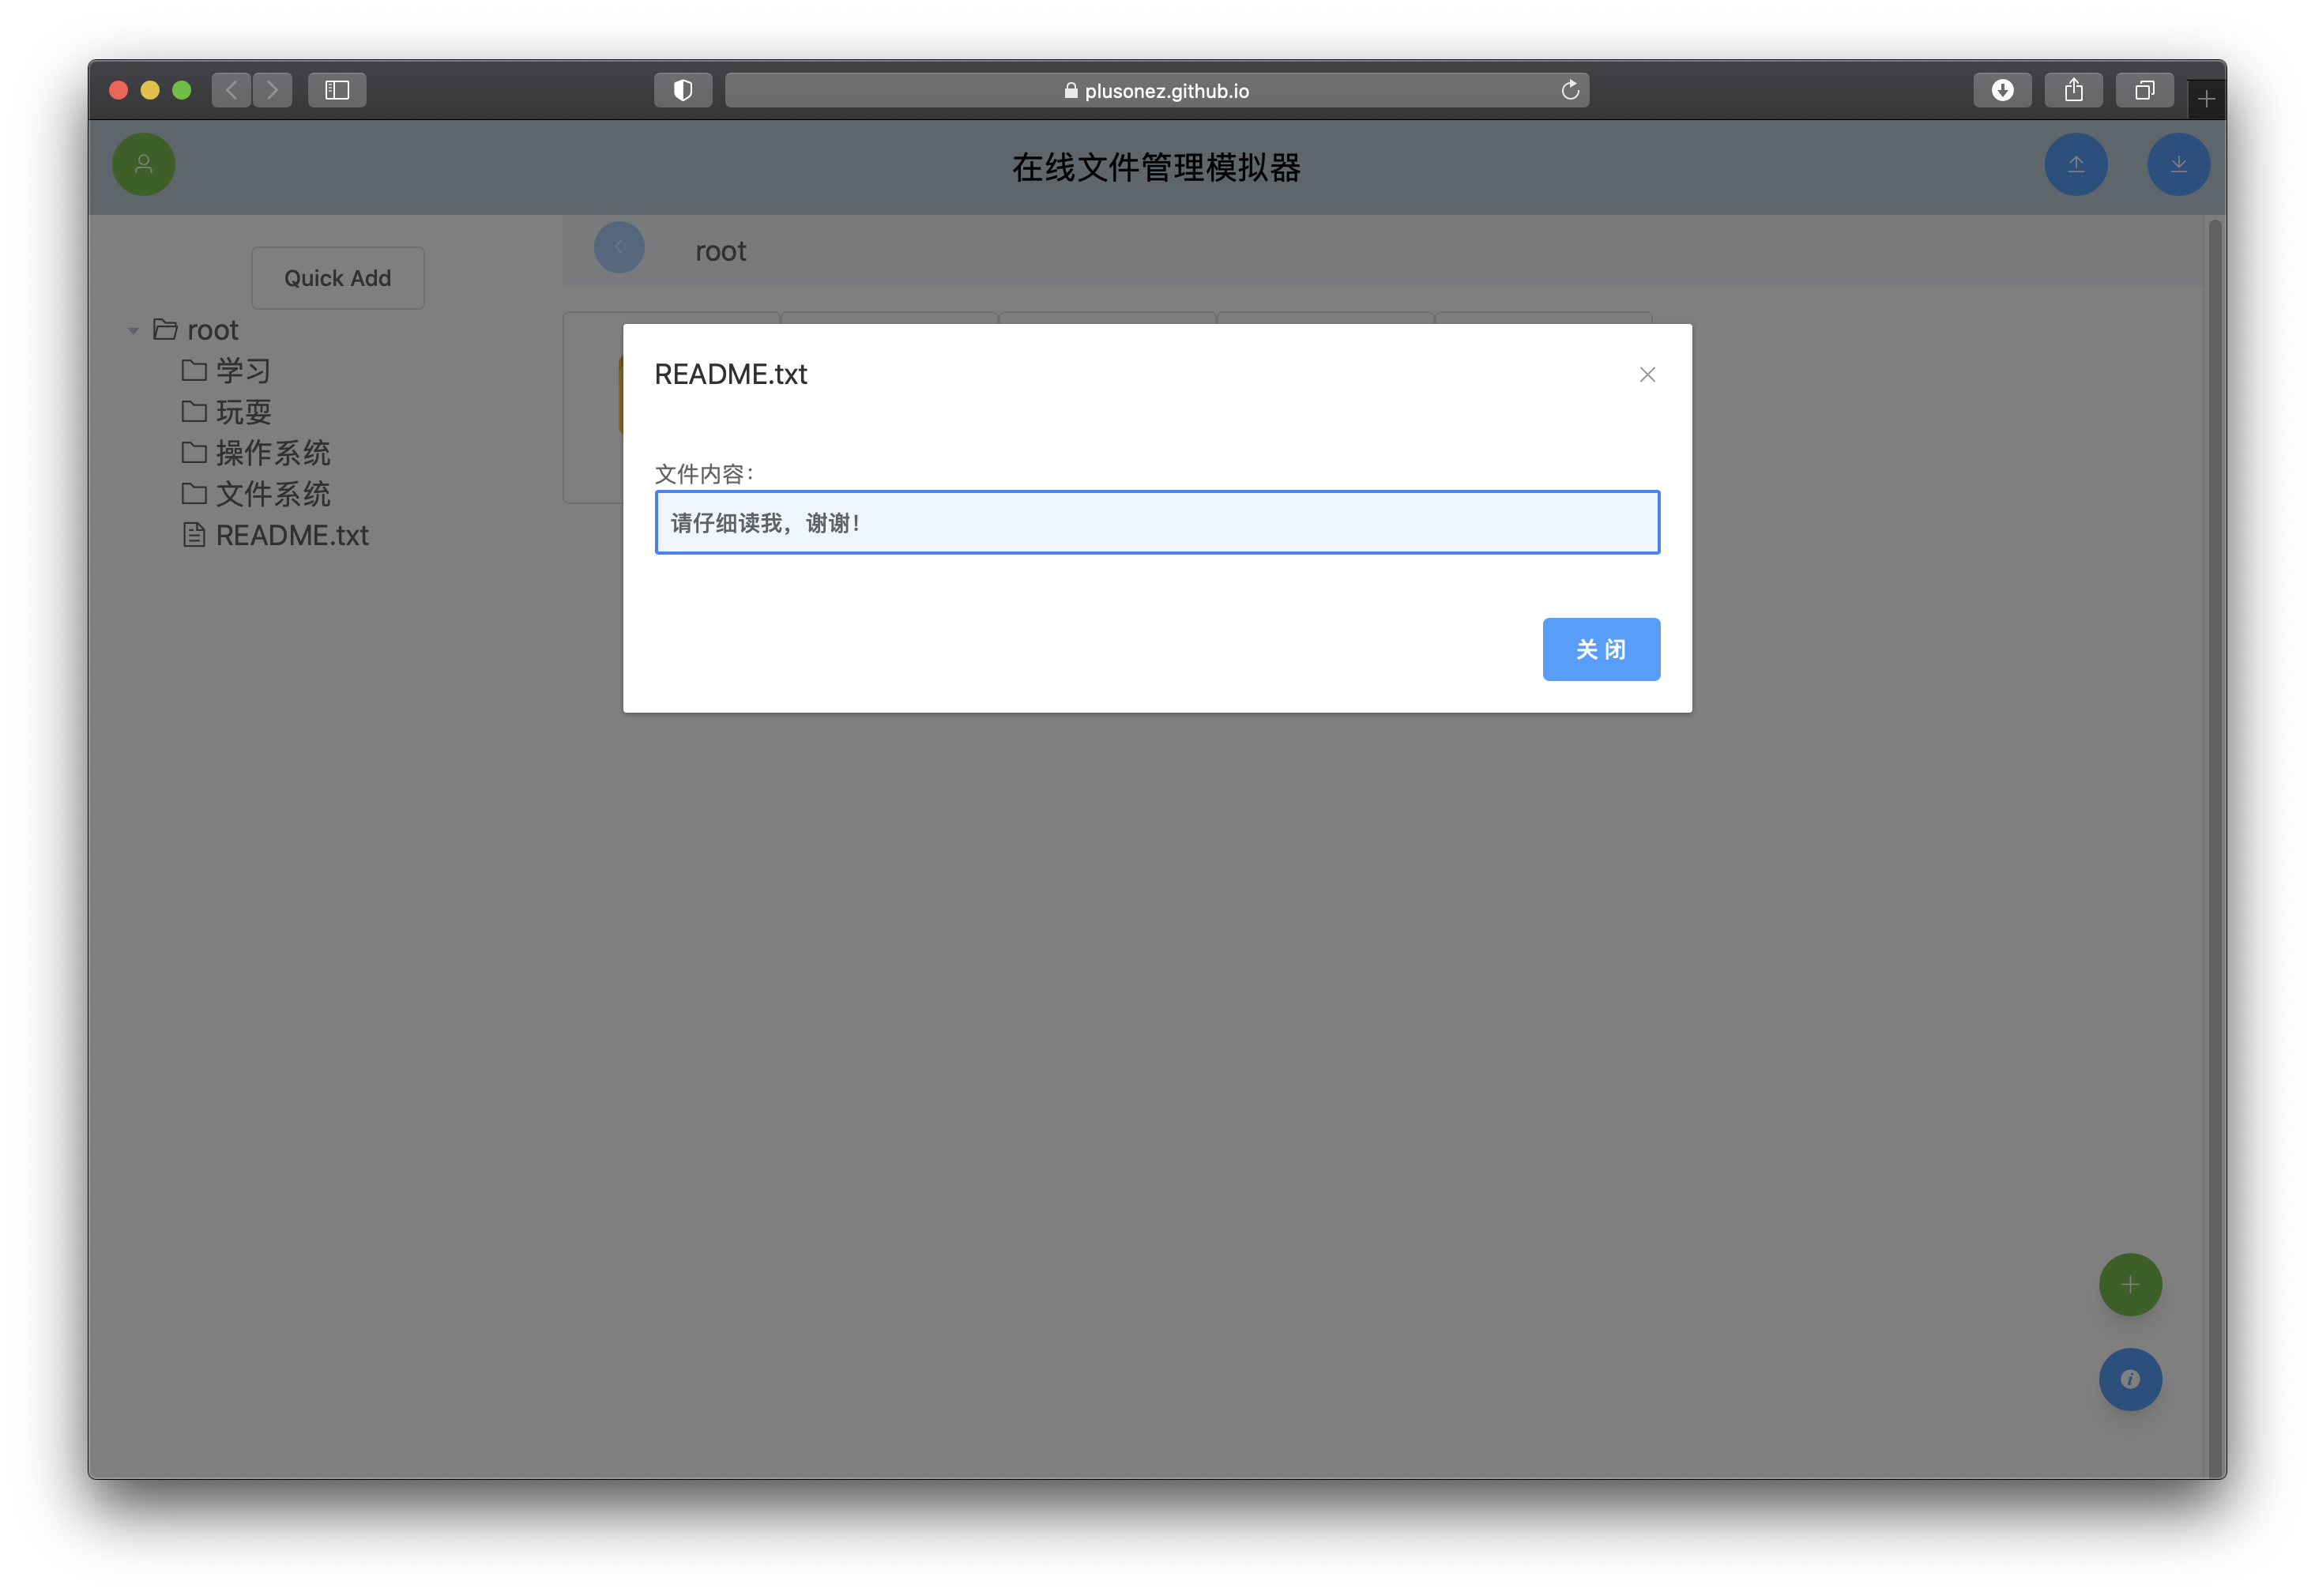 plusonez.github.io
在线文件管理模拟器
Quick Add
root
root
学习
玩耍
操作系统
文件系统
README.txt
README.txt
文件内容：
请仔细读我，谢谢！
关 闭